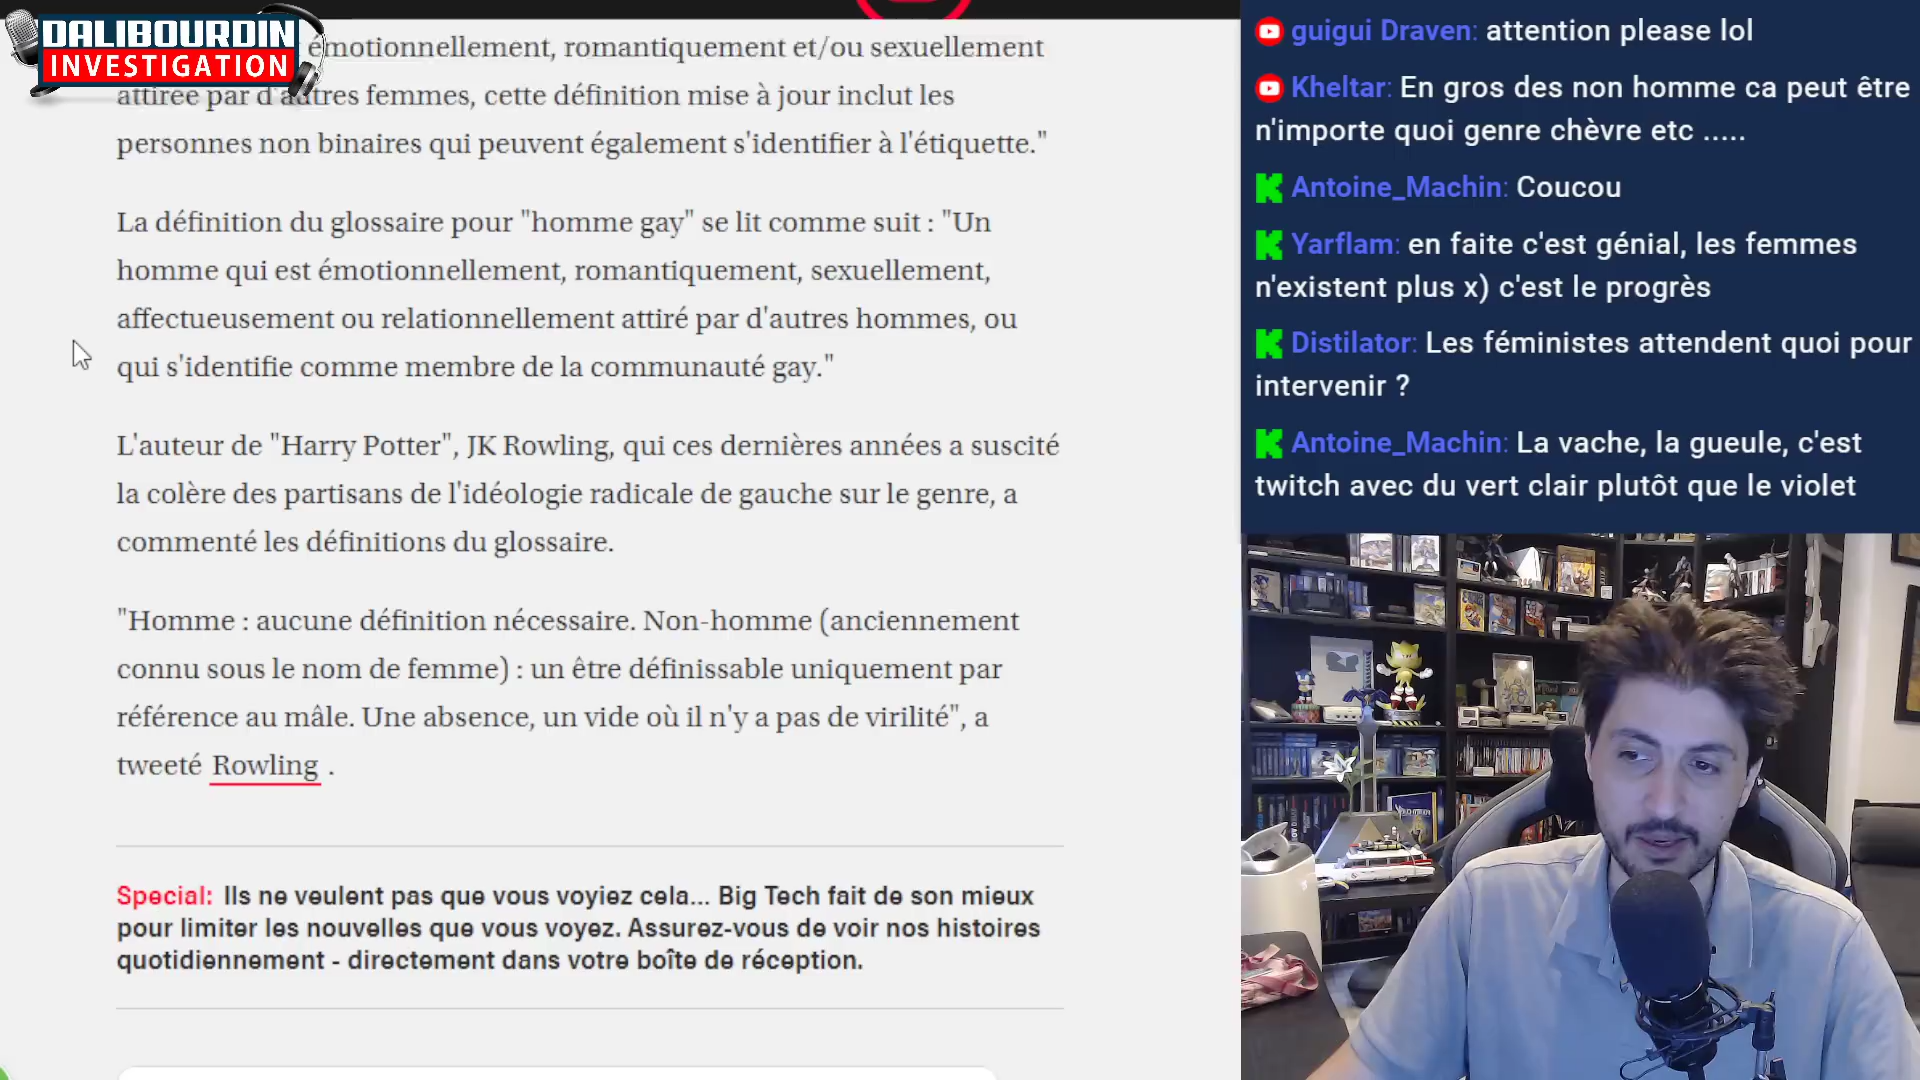 DALIBOURDIN
INVESTIGATION
émotionnellement, romantiquement et/ou sexuellement
attirée par d'autres femmes, cette définition mise à jour inclut les
personnes non binaires qui peuvent également s'identifier à l'étiquette."
La définition du glossaire pour "homme gay" se lit comme suit : "Un
homme qui est émotionnellement, romantiquement, sexuellement,
affectueusement ou relationnellement attiré par d'autres hommes, ou
qui s'identifie comme membre de la communauté gay."
L'auteur de "Harry Potter", JK Rowling, qui ces dernières années a suscité
la colère des partisans de l'idéologie radicale de gauche sur le genre, a
commenté les définitions du glossaire.
"Homme : aucune définition nécessaire. Non-homme (anciennement
connu sous le nom de femme) : un être définissable uniquement par
référence au mâle. Une absence, un vide où il n'y a pas de virilité", a
tweeté Rowling .
Special: Ils ne veulent pas que vous voyiez cela... Big Tech fait de son mieux
pour limiter les nouvelles que vous voyez. Assurez-vous de voir nos histoires
quotidiennement - directement dans votre boîte de réception.
guigui Draven: attention please lol
Kheltar: En gros des non homme ca peut être
n'importe quoi genre chèvre etc .....
Antoine_Machin: Coucou
Yarflam: en faite c'est génial, les femmes
n'existent plus x) c'est le progrès
Distilator: Les féministes attendent quoi pour
intervenir ?
Antoine_Machin: La vache, la gueule, c'est
twitch avec du vert clair plutôt que le violet